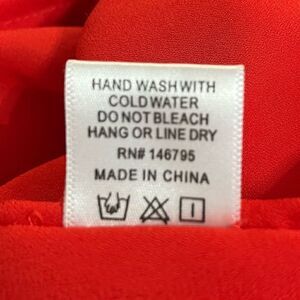 HAND WASH WITH
COLD WATER
DO NOT BLEACH
HANG OR LINE DRY
RN# 146795
MADE IN CHINA